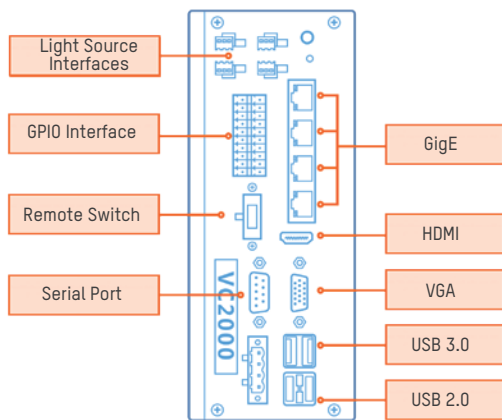 Light Source
Interfaces
GPIO Interface
Remote Switch
Serial Port
VC2000
GigE
HDMI
VGA
USB 3.0
USB 2.0